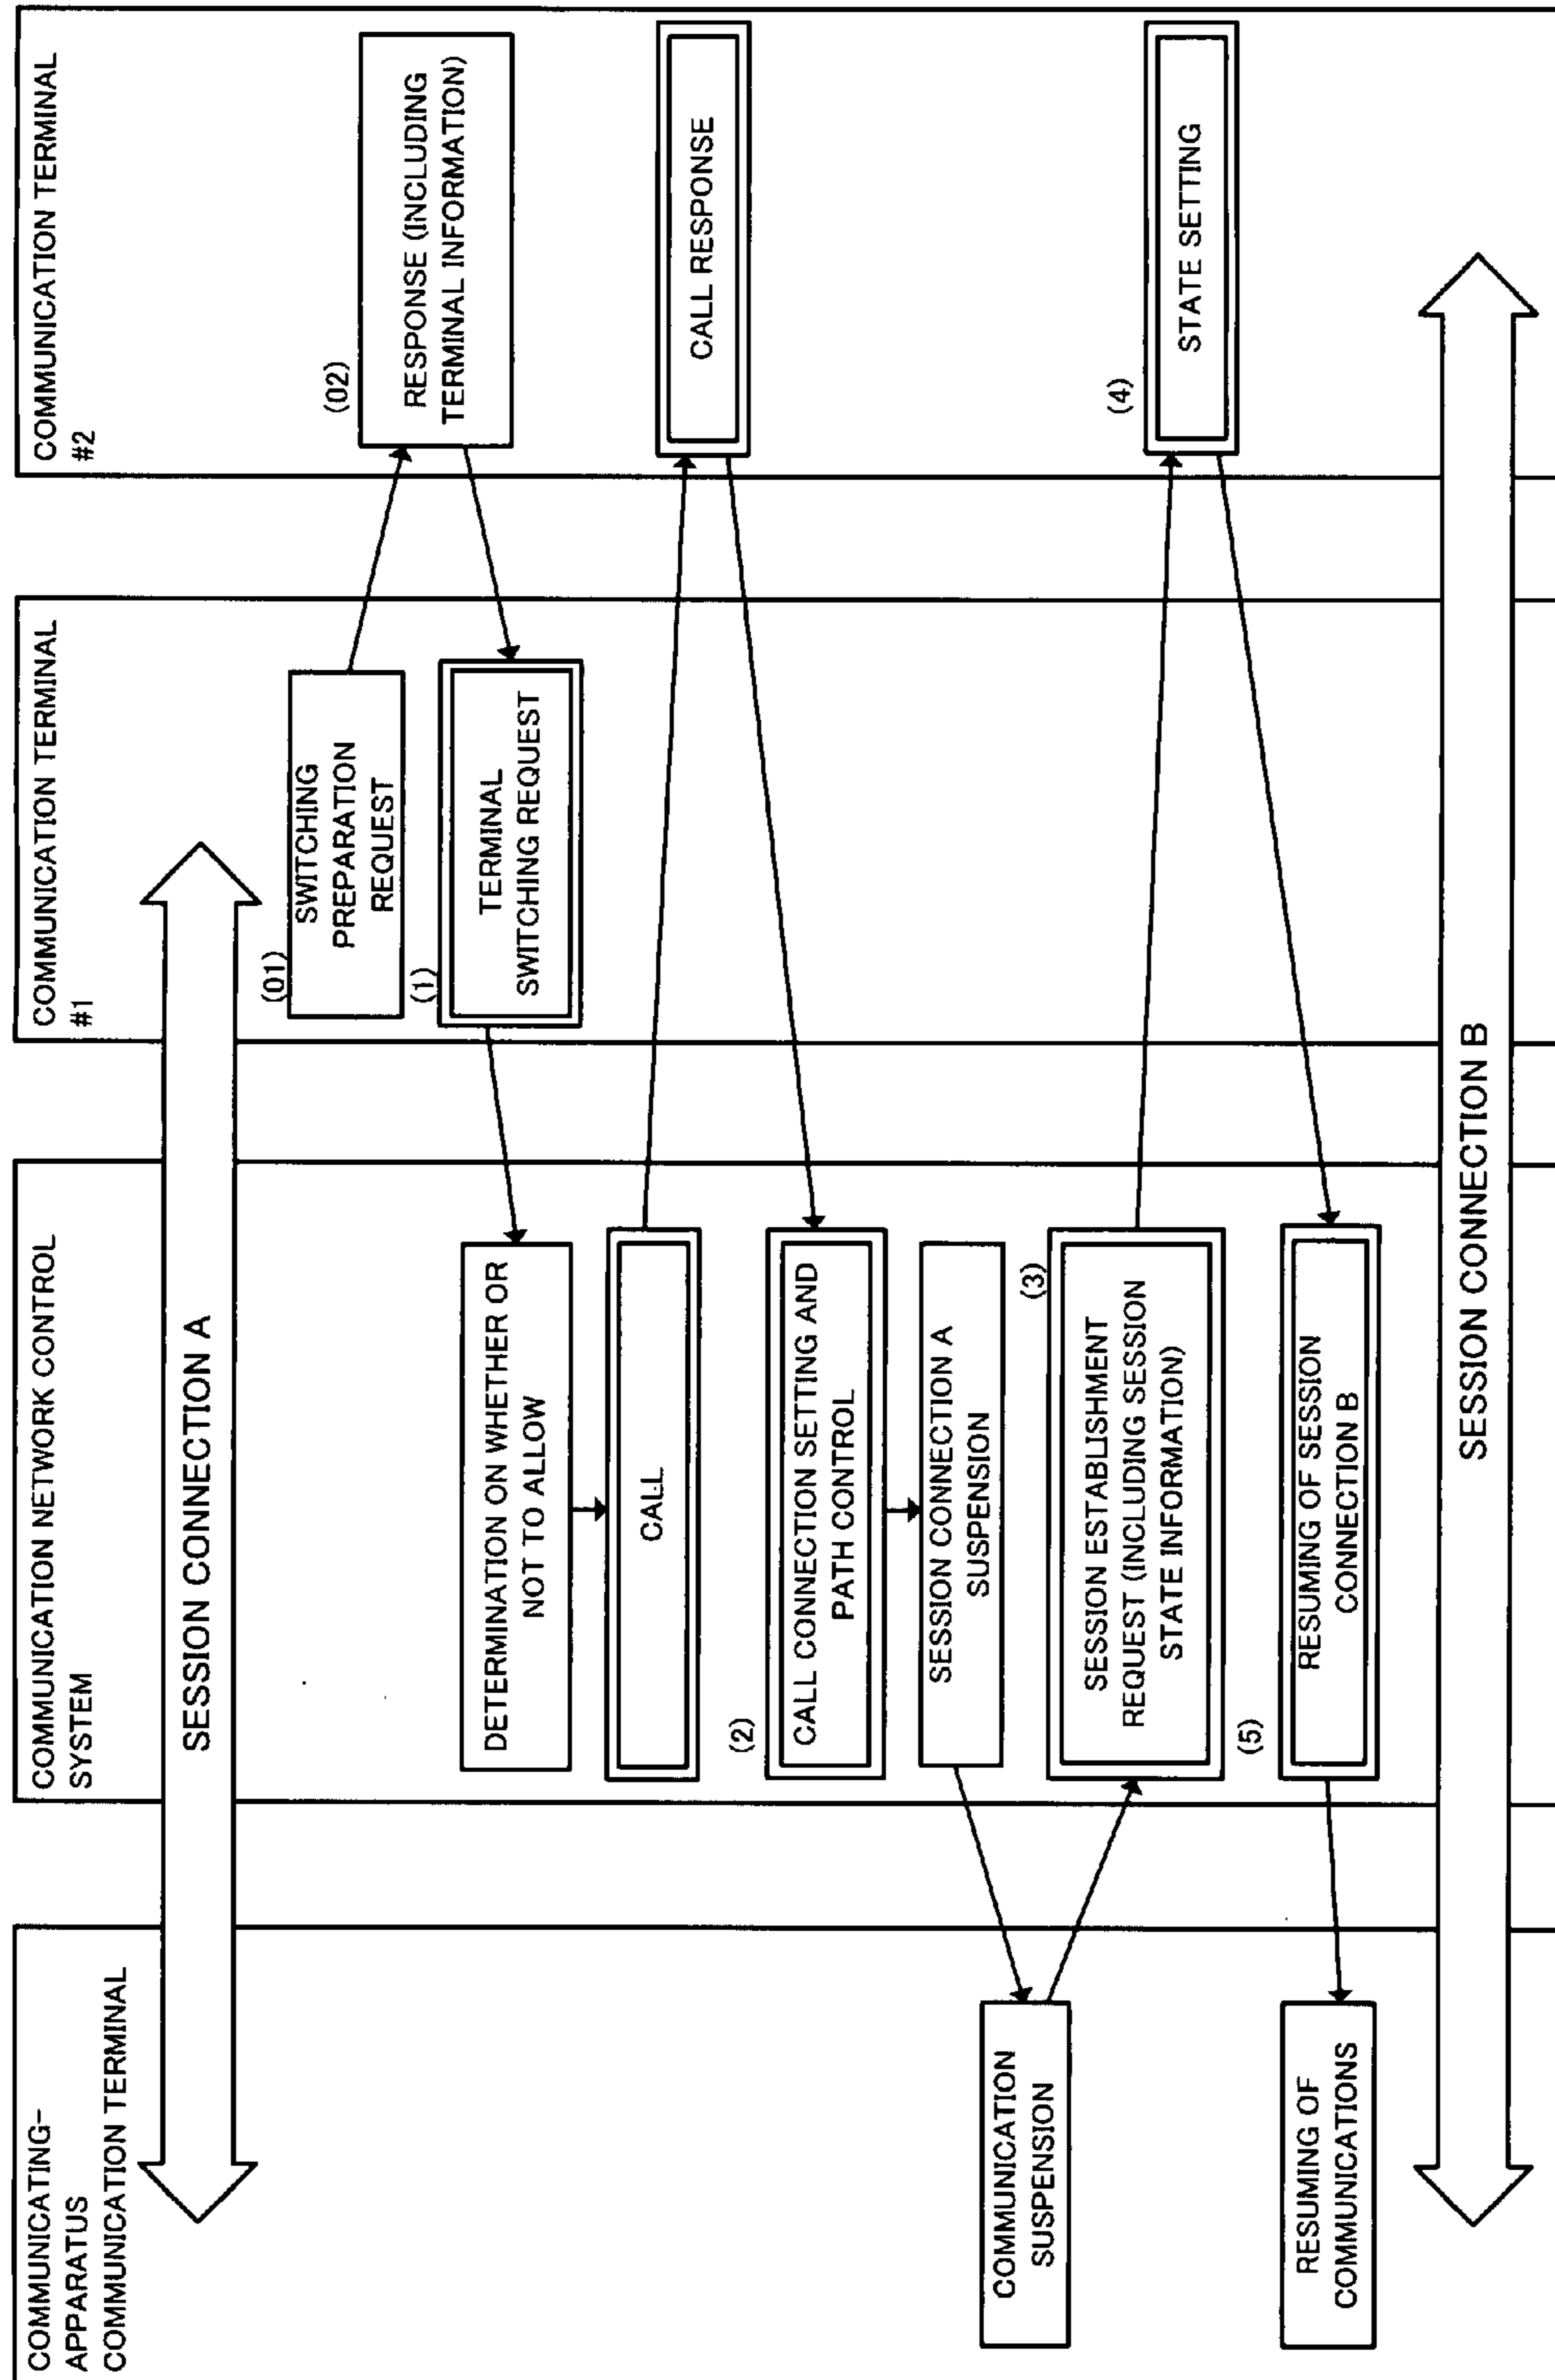 COMMUNICATING-
APPARATUS
COMMUNICATION TERMINAL
COMMUNICATION NETWORK CONTROL
SYSTEM
COMMUNICATION TERMINAL
#1
COMMUNICATION TERMINAL
#2
SESSION CONNECTION A
(01)
SWITCHING
PREPARATION
REQUEST
(02)
RESPONSE (INCLUDING
TERMINAL INFORMATION)
(1)
TERMINAL
SWITCHING REQUEST
DETERMINATION ON WHETHER OR
NOT TO ALLOW
CALL
CALL RESPONSE
(2)
CALL CONNECTION SETTING AND
PATH CONTROL
SESSION CONNECTION A
SUSPENSION
COMMUNICATION
SUSPENSION
(3)
SESSION ESTABLISHMENT
REQUEST (INCLUDING SESSION
STATE INFORMATION)
(4)
STATE SETTING
(5)
RESUMING OF SESSION
CONNECTION B
RESUMING OF
COMMUNICATIONS
SESSION CONNECTION B